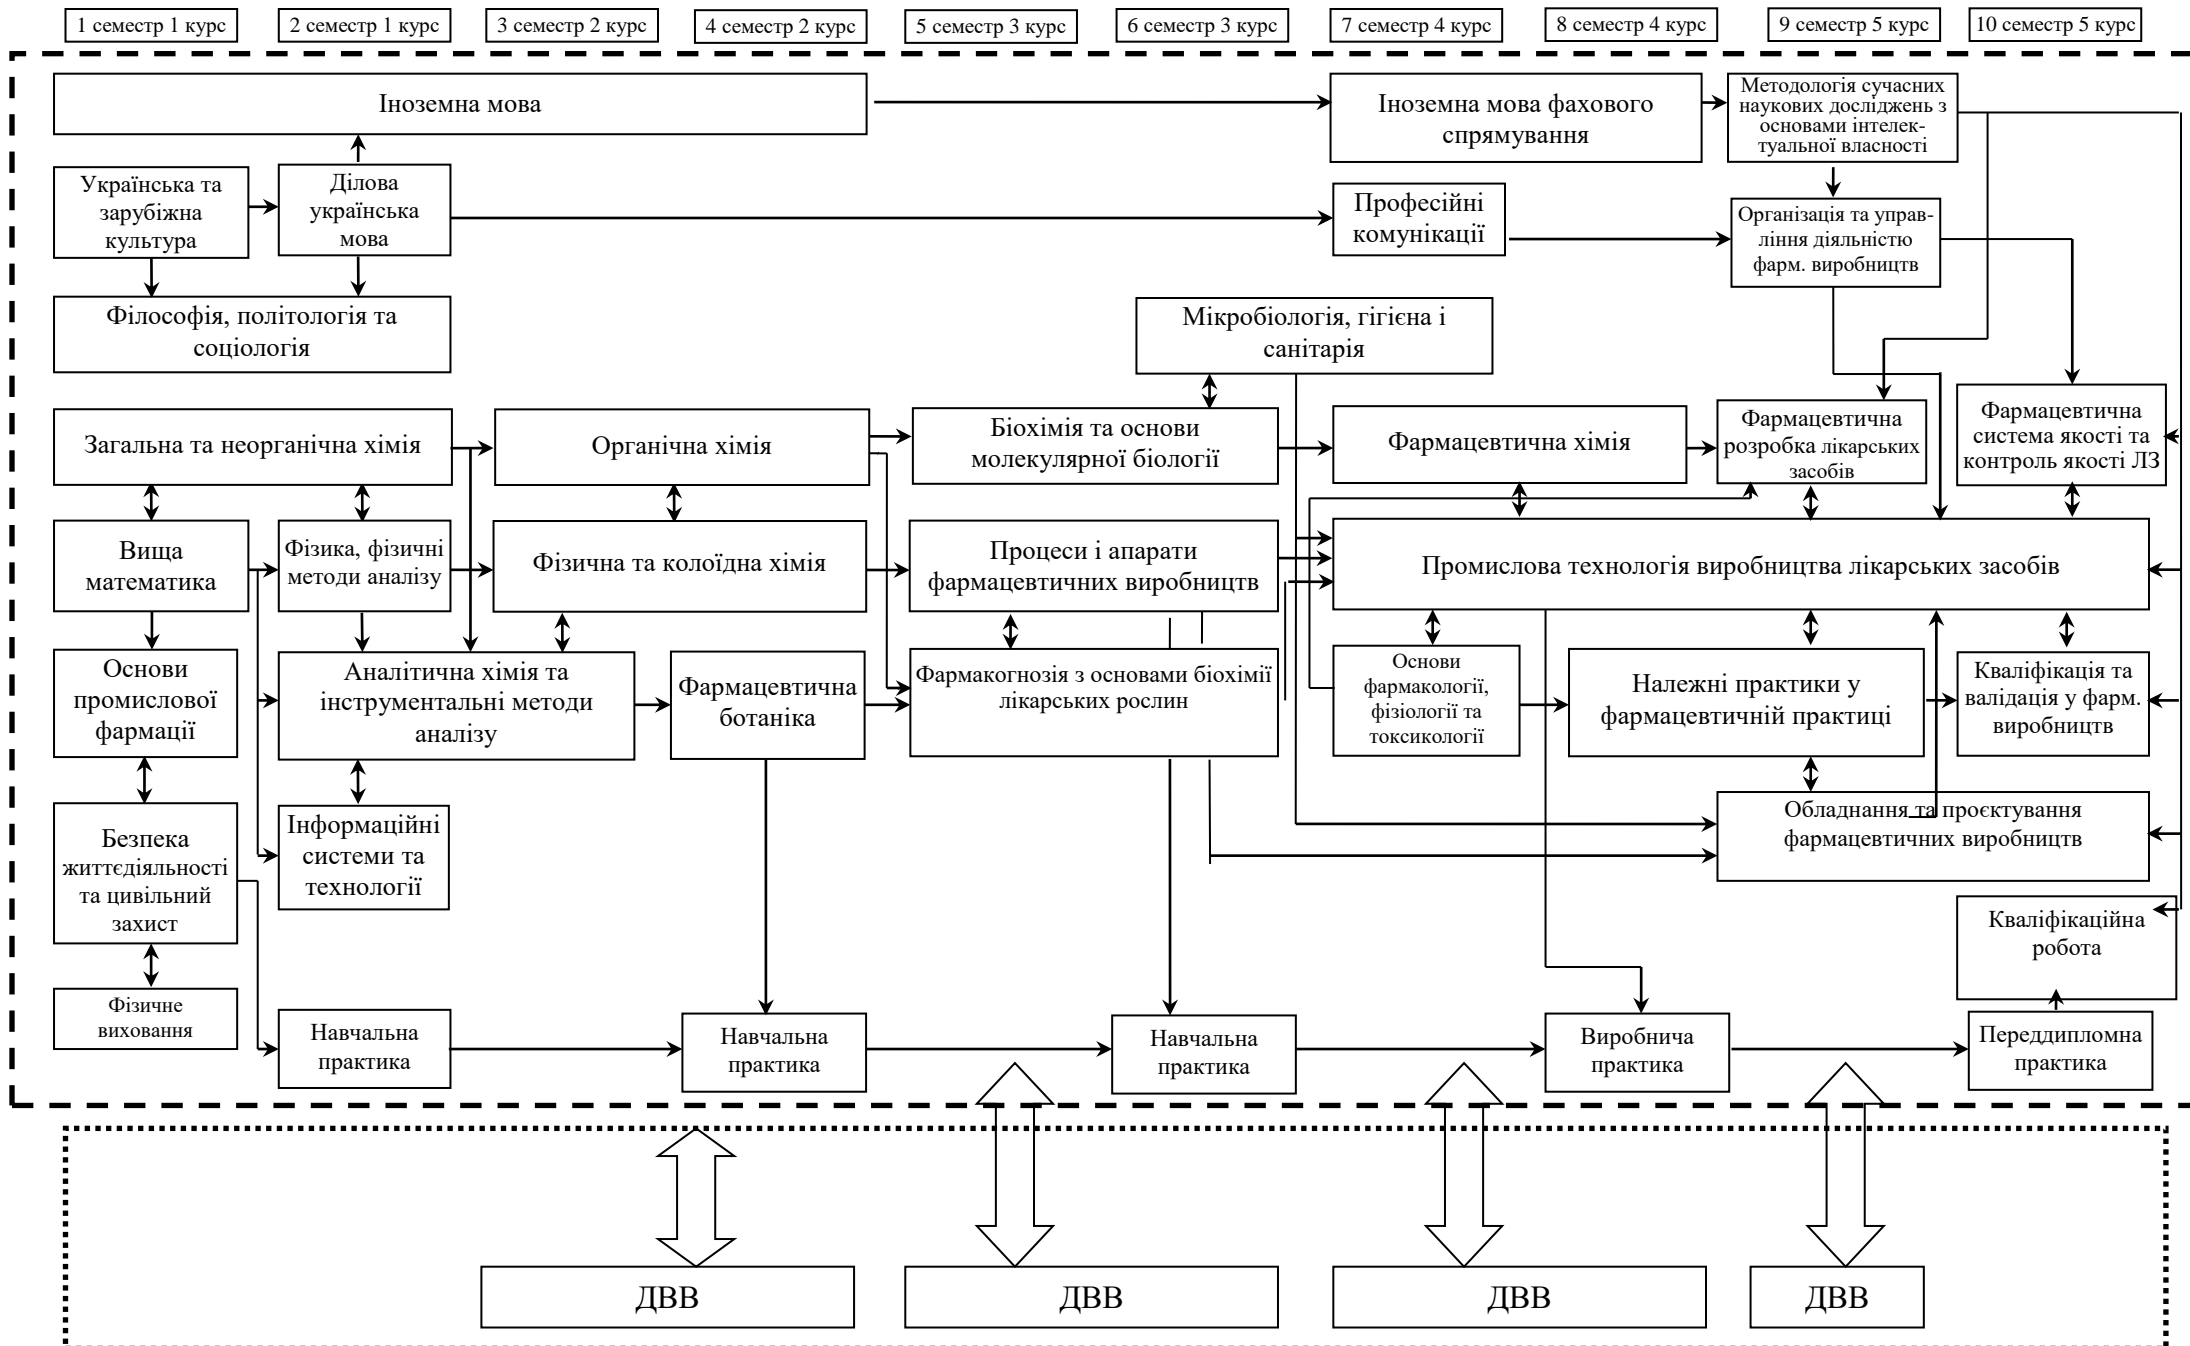 1 семестр 1 курс
2 семестр 1 курс
3 семестр 2 курс
4 семестр 2 курс
5 семестр 3 курс
6 семестр 3 курс
7 семестр 4 курс
8 семестр 4 курс
9 семестр 5 курс
10 семестр 5 курс
Іноземна мова
Іноземна мова фахового
спрямування
Методологія сучасних
наукових досліджень з
основами інтелек-
туальної власності
Українська та
зарубіжна
культура
Ділова
українська
мова
Професійні
комунікації
Організація та управ-
ління діяльністю
фарм. виробництв
Філософія, політологія та
соціологія
Мікробіологія, гігієна і
санітарія
Загальна та неорганічна хімія
Органічна хімія
Біохімія та основи
молекулярної біології
Фармацевтична хімія
Фармацевтична
розробка лікарських
засобів
Фармацевтична
система якості та
контроль якості ЛЗ
Вища
математика
Фізика, фізичні
методи аналізу
Фізична та колоїдна хімія
Процеси і апарати
фармацевтичних виробництв
Промислова технологія виробництва лікарських засобів
Основи
промислової
фармації
Аналітична хімія та
інструментальні методи
аналізу
Фармацевтична
ботаніка
Фармакогнозія з основами біохімії
лікарських рослин
Основи
фармакології,
фізіології та
токсикології
Належні практики у
фармацевтичній практиці
Кваліфікація та
валідація у фарм.
виробництв
Безпека
життєдіяльності
та цивільний
захист
Інформаційні
системи та
технології
Обладнання та проєктування
фармацевтичних виробництв
Кваліфікаційна
робота
Фізичне
виховання
Навчальна
практика
Навчальна
практика
Навчальна
практика
Виробнича
практика
Переддипломна
практика
ДВВ
ДВВ
ДВВ
ДВВ